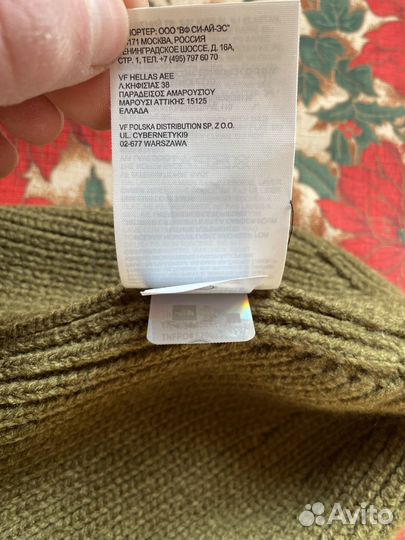 ПОРТЕР: ООО "ВФ СИ-АЙ-ЭС"
171 МОСКВА, РОССИЯ
ЛЕНИНГРАДСКОЕ ШОССЕ, Д. 16А,
СТР. 1, ТЕЛ. +7 (495) 797 60 70
VF HELLAS AEE
Λ.ΚΗΦΙΣΙΑΣ 38
ΠΑΡΑΔΕΙΣΟΣ ΑΜΑΡΟΥΣΙΟΥ
ΜΑΡΟΥΣΙ ΑΤΤΙΚΗΣ 15125
ΕΛΛΑΔΑ
VF POLSKA DISTRIBUTION SP. Z O.O.
UL. CYBERNETYKI9
02-677 WARSZAWA
Avito